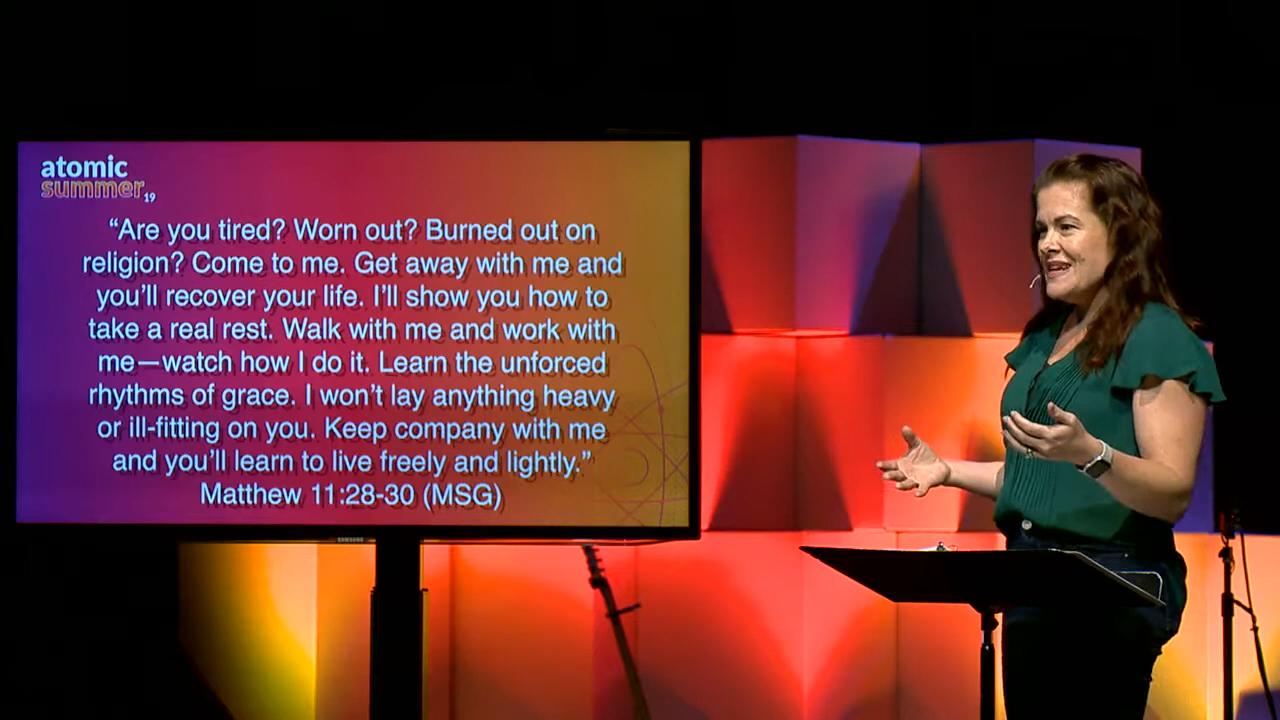 atomic
summer19
“Are you tired? Worn out? Burned out on
religion? Come to me. Get away with me and
you’ll recover your life. I’ll show you how to
take a real rest. Walk with me and work with
me—watch how I do it. Learn the unforced
rhythms of grace. I won’t lay anything heavy
or ill-fitting on you. Keep company with me
and you’ll learn to live freely and lightly.”
Matthew 11:28-30 (MSG)
SAMSUNG